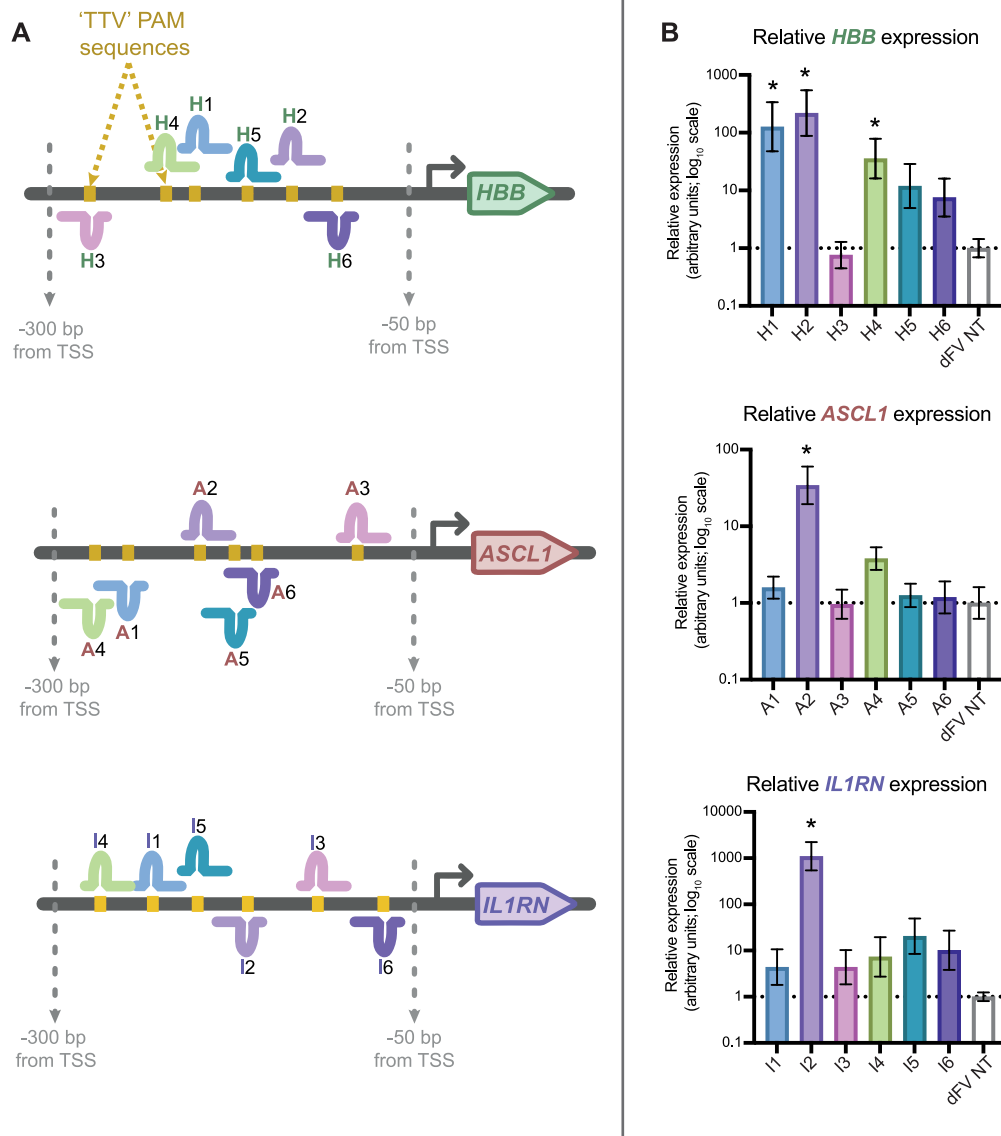 A
'TTV' PAM
sequences
H4
H1
H5
H2
HBB
H3
H6
-300 bp
from TSS
-50 bp
from TSS
A2
A3
ASCL1
A4
A1
A5
A6
-300 bp
from TSS
-50 bp
from TSS
I4
I1
I5
I3
IL1RN
I2
I6
-300 bp
from TSS
-50 bp
from TSS
B
Relative HBB expression
Relative expression
(arbitrary units; log10 scale)
1000
100
10
1
0.1
* * *
H1 H2 H3 H4 H5 H6 dFV NT
Relative ASCL1 expression
Relative expression
(arbitrary units; log10 scale)
100
10
1
0.1
*
A1 A2 A3 A4 A5 A6 dFV NT
Relative IL1RN expression
Relative expression
(arbitrary units; log10 scale)
10000
1000
100
10
1
0.1
*
I1 I2 I3 I4 I5 I6 dFV NT